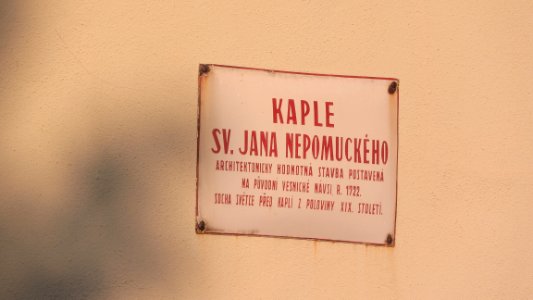 KAPLE
SV. JANA NEPOMUCKÉHO
ARCHITEKTONICKY HODNOTNÁ STAVBA POSTAVENÁ
NA PŮVODNÍ VESNICKÉ NÁVSI R. 1722.
SOCHA SVĚTCE PŘED KAPLÍ Z POLOVINY XIX. STOLETÍ.